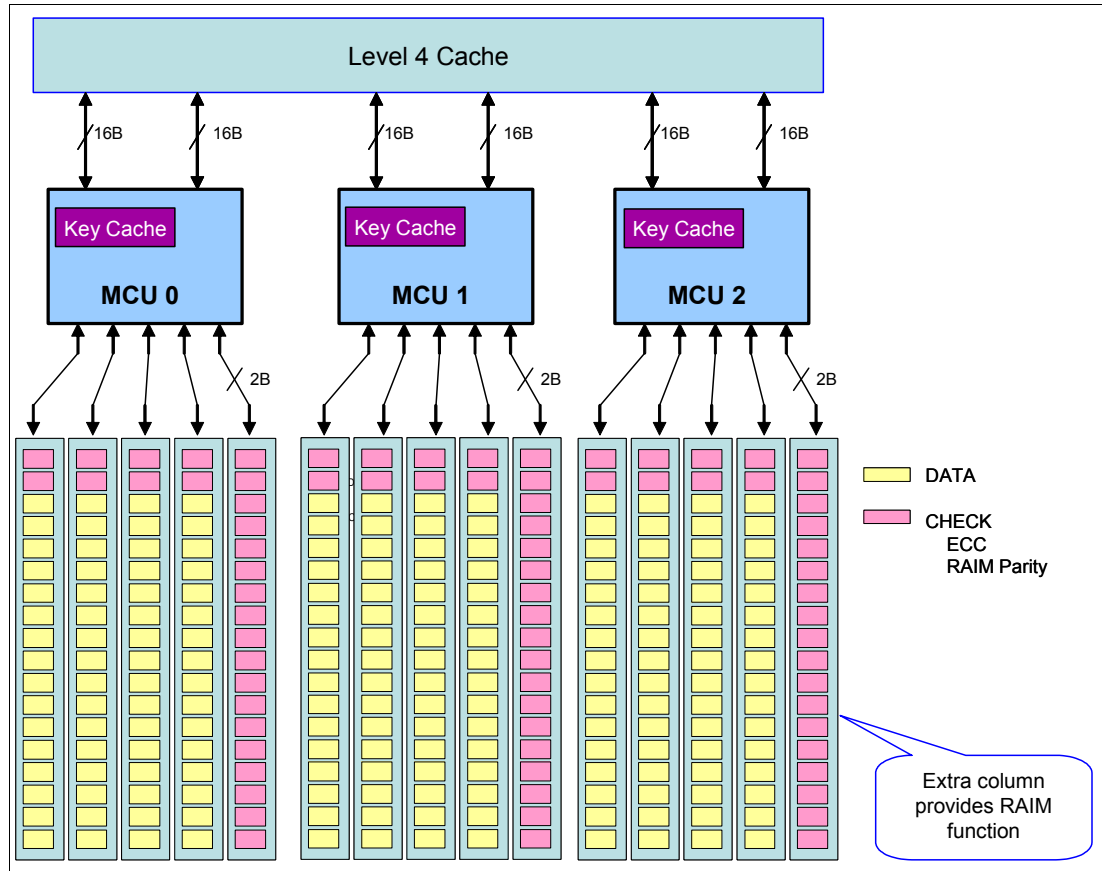 Level 4 Cache
16B
16B
16B
16B
16B
16B
Key Cache
Key Cache
Key Cache
MCU 0
MCU 1
MCU 2
2B
2B
2B
DATA
CHECK
ECC
RAIM Parity
Extra column
provides RAIM
function